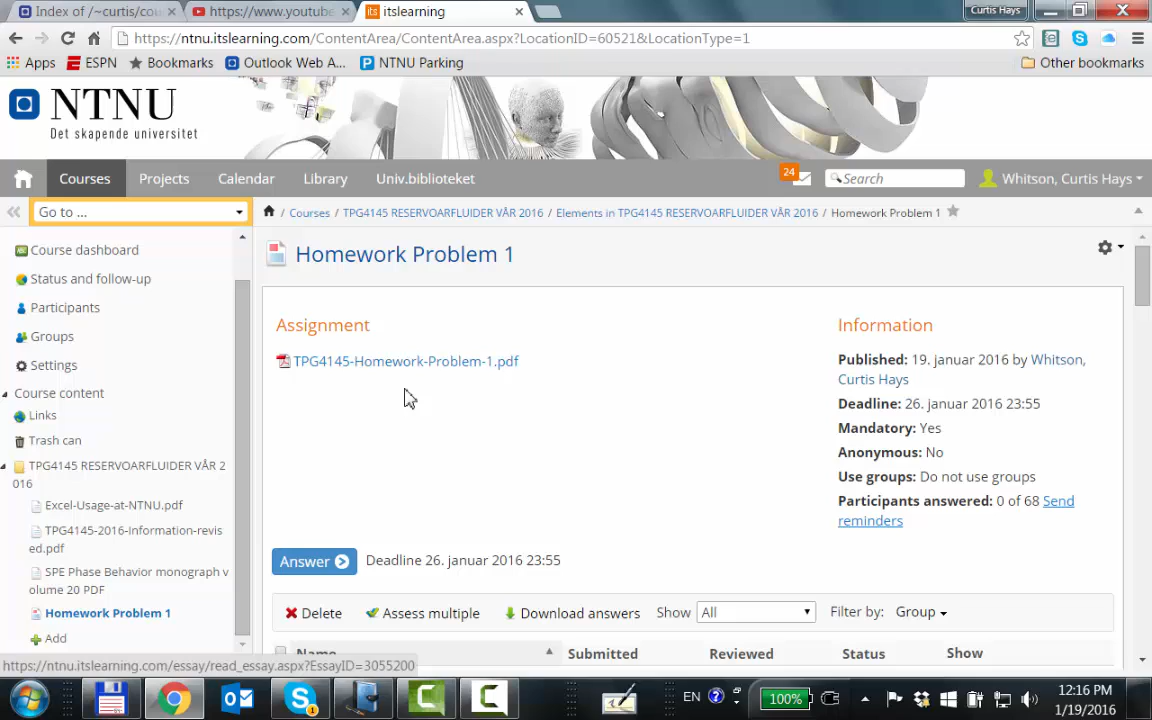 Index of /~curtis/cou
https://www.youtube
itslearning
Curtis Hays
https://ntnu.itslearning.com/ContentArea/ContentArea.aspx?LocationID=60521&LocationType=1
Apps
ESPN
Bookmarks
Outlook Web A...
NTNU Parking
Other bookmarks
NTNU
Det skapende universitet
Courses
Projects
Calendar
Library
Univ.biblioteket
24
Search
Whitson, Curtis Hays
Go to ...
/ Courses / TPG4145 RESERVOARFLUIDER VÅR 2016 / Elements in TPG4145 RESERVOARFLUIDER VÅR 2016 / Homework Problem 1
Course dashboard
Status and follow-up
Participants
Groups
Settings
Course content
Links
Trash can
TPG4145 RESERVOARFLUIDER VÅR 2
016
Excel-Usage-at-NTNU.pdf
TPG4145-2016-Information-revis
ed.pdf
SPE Phase Behavior monograph v
olume 20 PDF
Homework Problem 1
Add
Homework Problem 1
Assignment
TPG4145-Homework-Problem-1.pdf
Information
Published: 19. januar 2016 by Whitson,
Curtis Hays
Deadline: 26. januar 2016 23:55
Mandatory: Yes
Anonymous: No
Use groups: Do not use groups
Participants answered: 0 of 68 Send
reminders
Answer
Deadline 26. januar 2016 23:55
Delete
Assess multiple
Download answers
Show
All
Filter by:
Group
Name
Submitted
Reviewed
Status
Show
https://ntnu.itslearning.com/essay/read_essay.aspx?EssayID=3055200
EN
100%
12:16 PM
1/19/2016